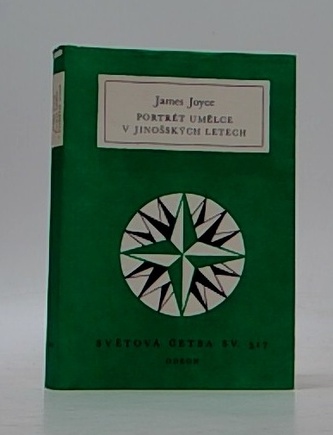 James Joyce
PORTRÉT UMĚLCE
V JINOŠSKÝCH LETECH
SVĚTOVÁ ČETBA SV. 317
ODEON